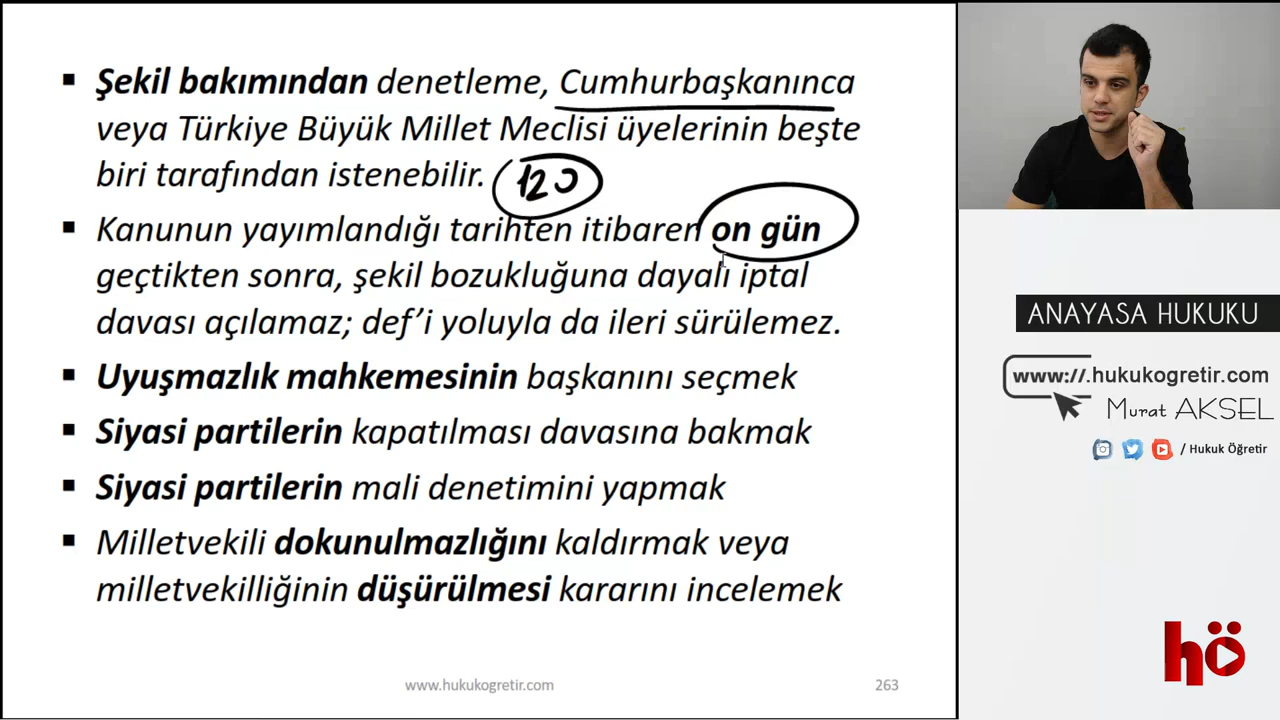 ▪ Şekil bakımından denetleme, Cumhurbaşkanınca
veya Türkiye Büyük Millet Meclisi üyelerinin beşte
biri tarafından istenebilir. 120
▪ Kanunun yayımlandığı tarihten itibaren on gün
geçtikten sonra, şekil bozukluğuna dayalı iptal
davası açılamaz; def’i yoluyla da ileri sürülemez.
▪ Uyuşmazlık mahkemesinin başkanını seçmek
▪ Siyasi partilerin kapatılması davasına bakmak
▪ Siyasi partilerin mali denetimini yapmak
▪ Milletvekili dokunulmazlığını kaldırmak veya
milletvekilliğinin düşürülmesi kararını incelemek
www.hukukogretir.com 263
ANAYASA HUKUKU
www://.hukukogretir.com
Murat AKSEL
/ Hukuk Öğretir
hö